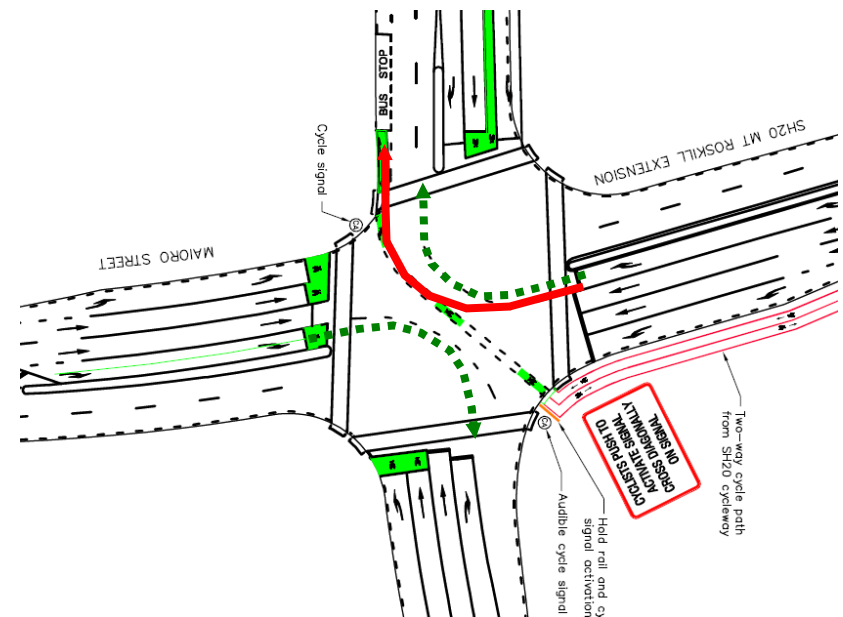 BUS STOP
SH20 MT ROSKILL EXTENSION
Cycle signal
MAIORO STREET
CYCLISTS PUSH TO
ACTIVATE SIGNAL
CROSS DIAGONALLY
ON SIGNAL
Two-way cycle path
from SH20 cycleway
Hold rail and cy
signal activation
Audible cycle signal